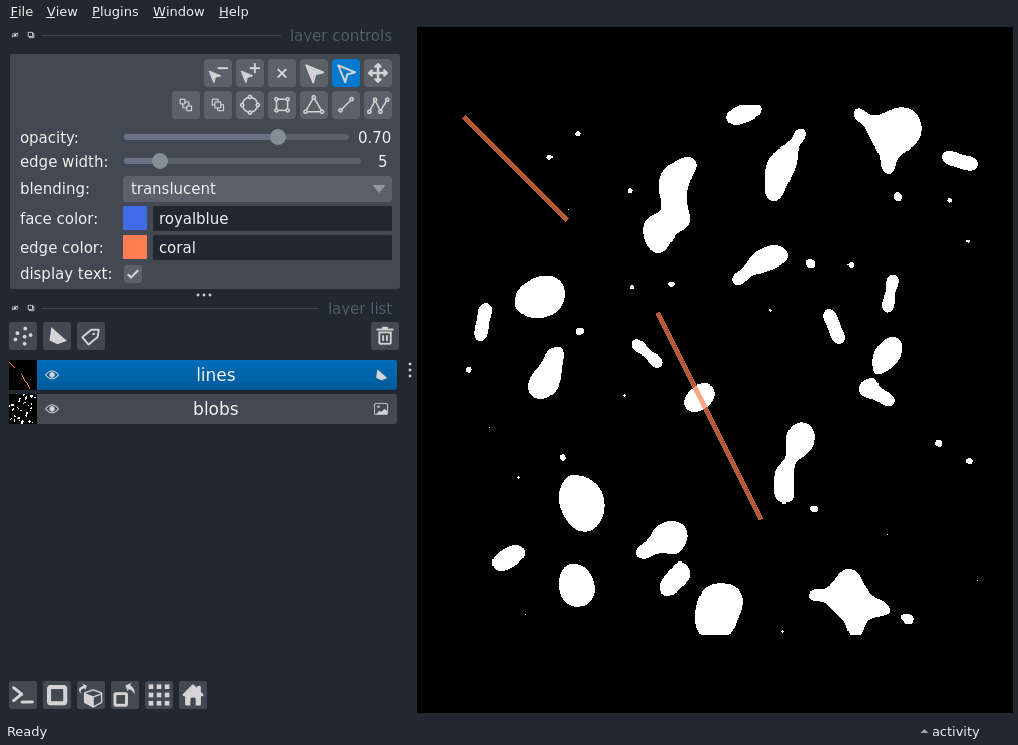 File View Plugins Window Help
layer controls
opacity: 0.70
edge width: 5
blending: translucent
face color: royalblue
edge color: coral
display text:
layer list
lines
blobs
Ready activity